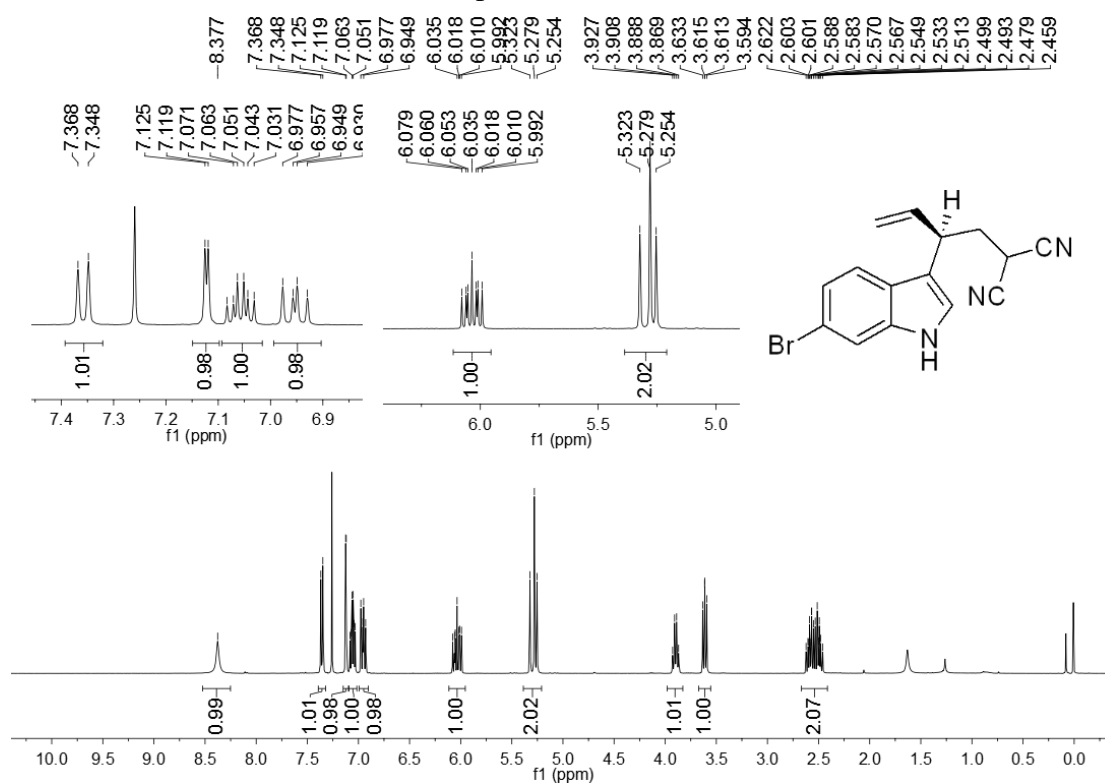 8.377 7.368 7.348 7.125 7.119 7.063 7.051 6.977 6.949 6.035 6.018 6.010 5.992 5.323 5.279 5.254 3.927 3.908 3.888 3.869 3.633 3.615 3.613 3.594 2.622 2.603 2.601 2.588 2.583 2.570 2.567 2.549 2.533 2.513 2.499 2.493 2.479 2.459
7.368 7.348 7.125 7.119 7.071 7.063 7.051 7.043 7.031 6.977 6.957 6.949 6.930
1.01 0.98 1.00 0.98
7.4 7.3 7.2 7.1 7.0 6.9
f1 (ppm)
6.079 6.060 6.053 6.035 6.018 6.010 5.992 5.323 5.279 5.254
1.00 2.02
6.0 5.5 5.0
f1 (ppm)
H
CN
NC
Br
N
H
0.99 1.01 0.98 1.00 0.98 1.00 2.02 1.01 1.00 2.07
10.0 9.5 9.0 8.5 8.0 7.5 7.0 6.5 6.0 5.5 5.0 4.5 4.0 3.5 3.0 2.5 2.0 1.5 1.0 0.5 0.0
f1 (ppm)